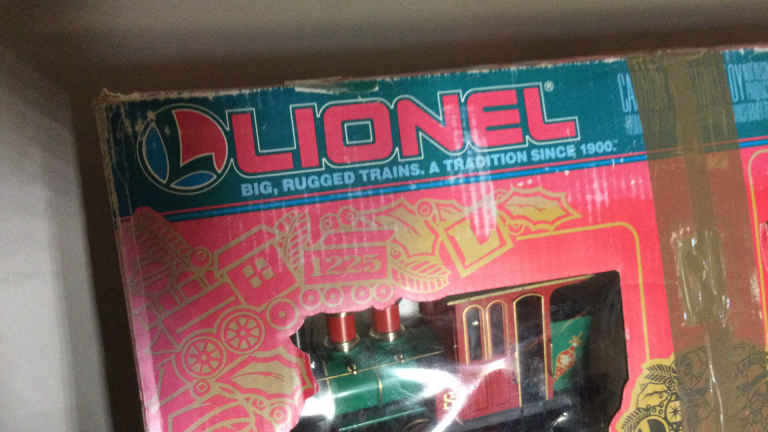 LIONEL®
BIG, RUGGED TRAINS. A TRADITION SINCE 1900.
1225